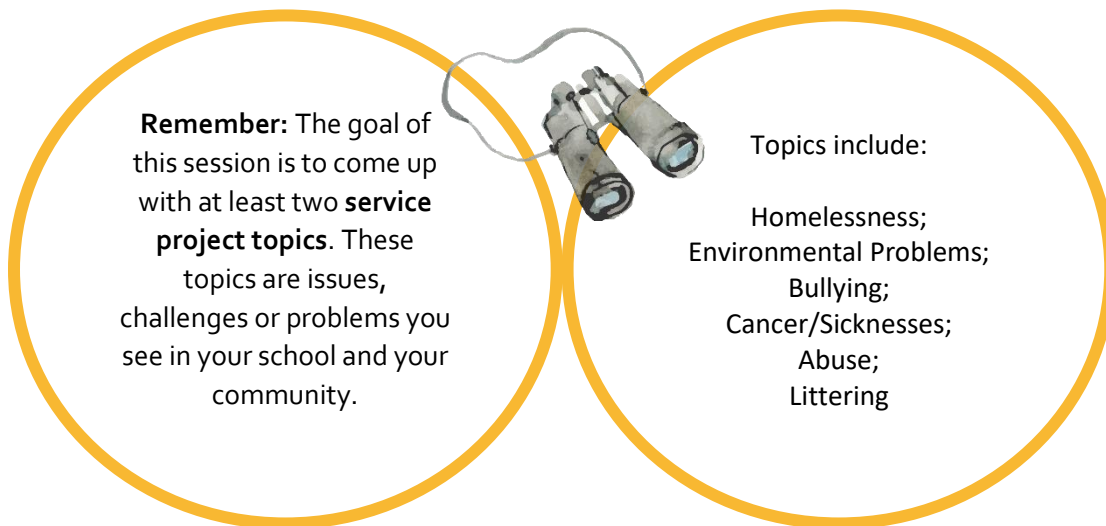 Remember: The goal of
this session is to come up
with at least two service
project topics. These
topics are issues,
challenges or problems you
see in your school and your
community.
Topics include:
Homelessness;
Environmental Problems;
Bullying;
Cancer/Sicknesses;
Abuse;
Littering